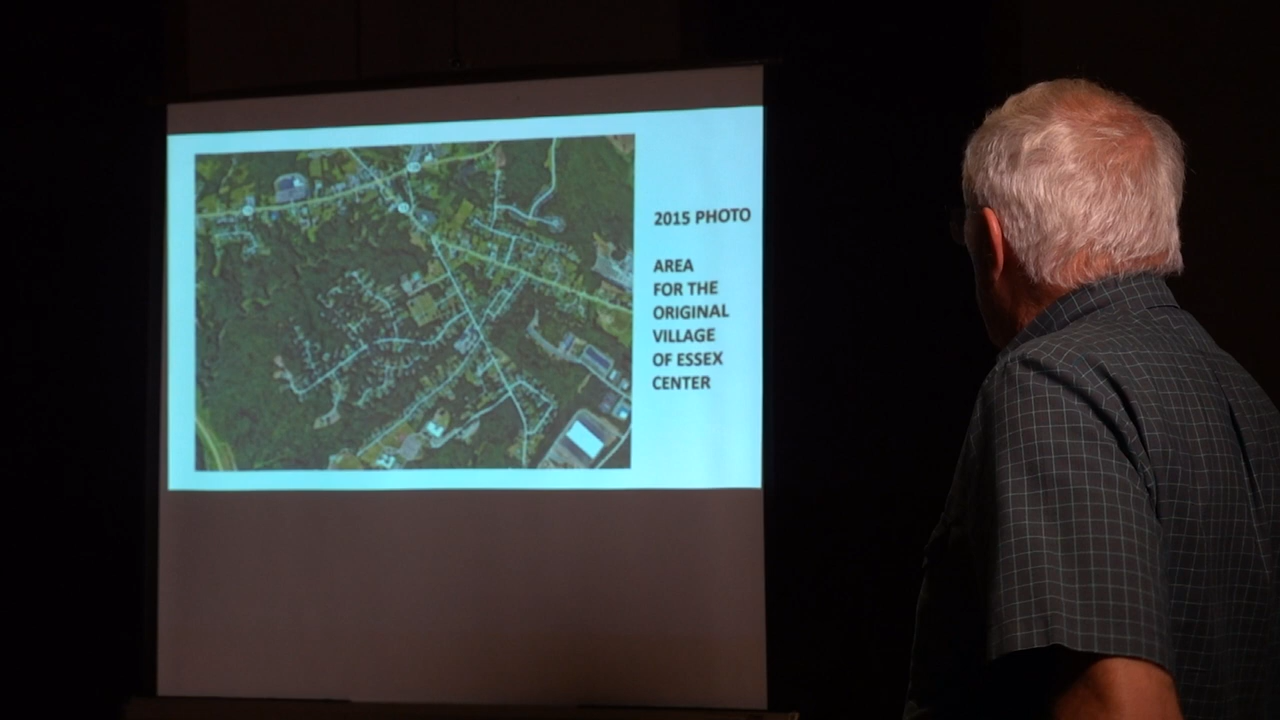 2015 PHOTO
AREA
FOR THE
ORIGINAL
VILLAGE
OF ESSEX
CENTER